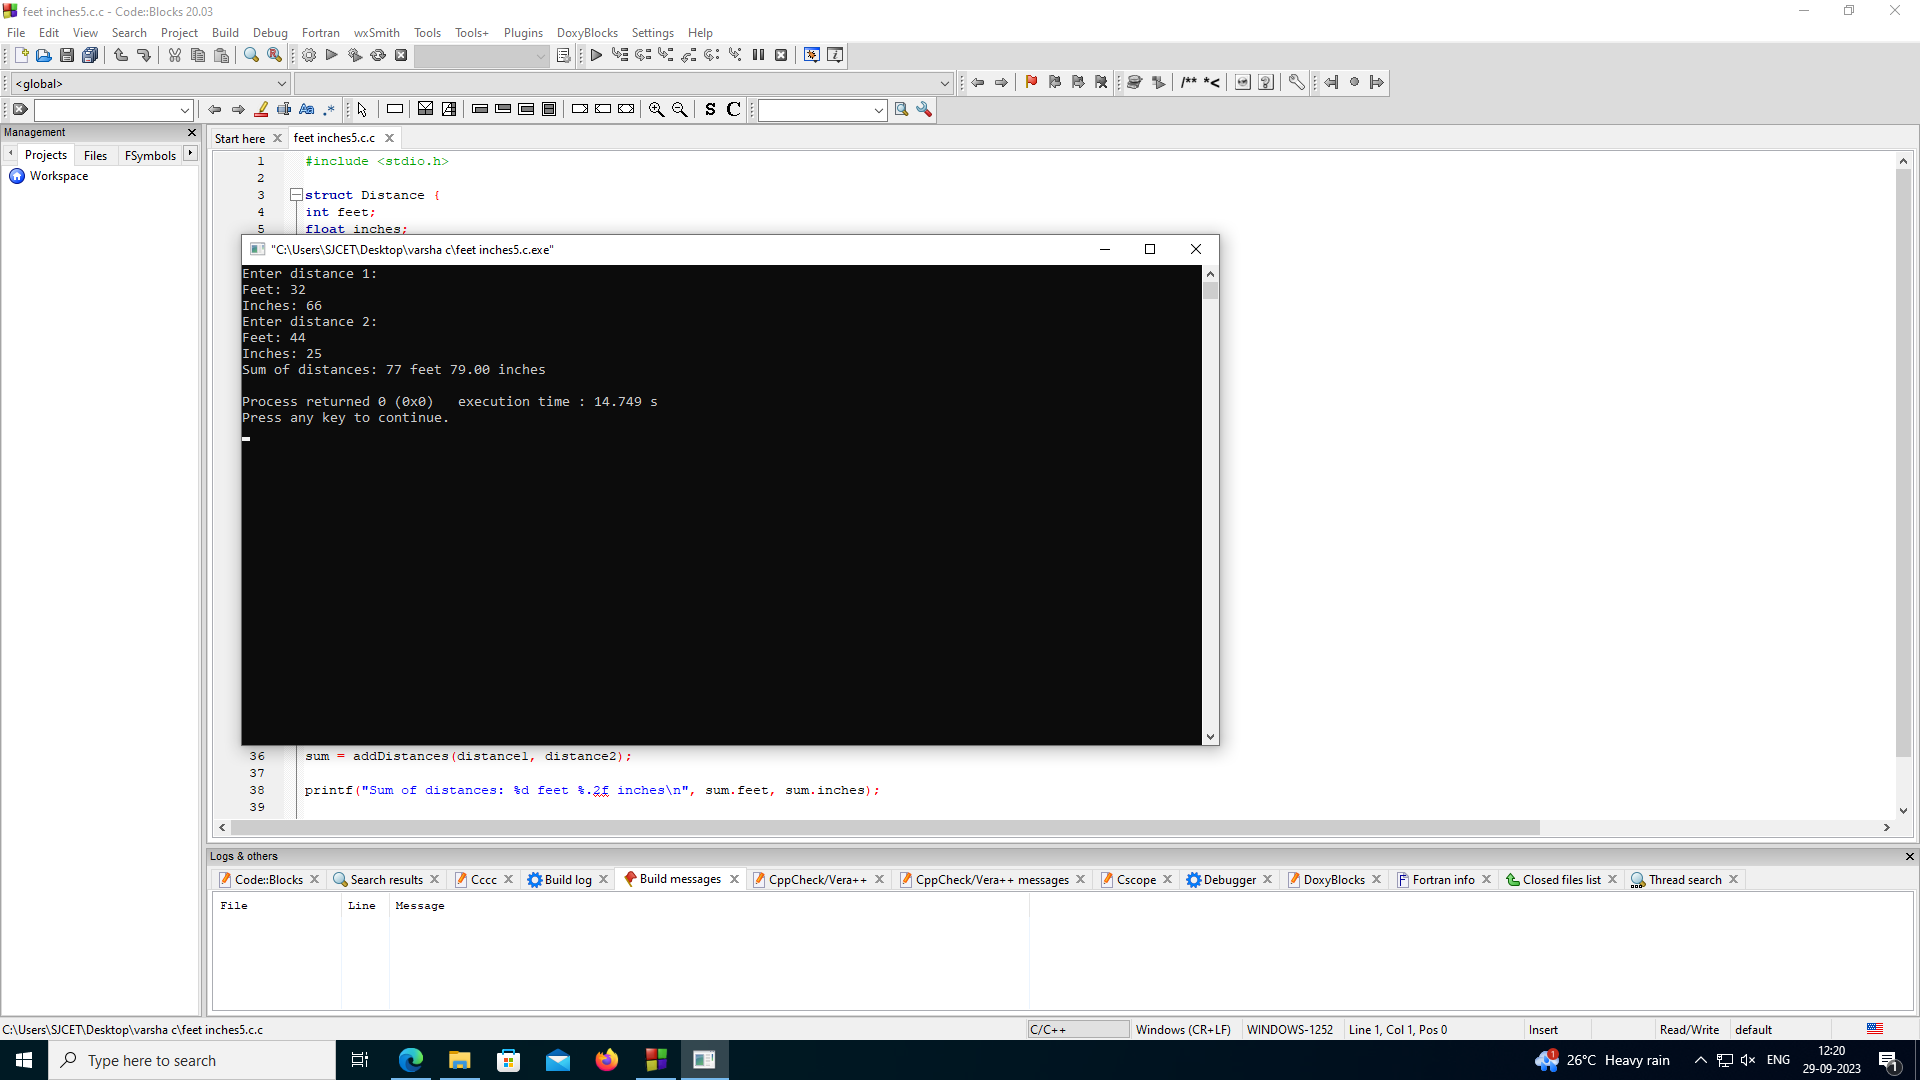 feet inches5.c.c - Code::Blocks 20.03
File Edit View Search Project Build Debug Fortran wxSmith Tools Tools+ Plugins DoxyBlocks Settings Help
<global>
/** *<
Aa .*
S C
Management
Start here feet inches5.c.c
Projects Files FSymbols
Workspace
1 #include <stdio.h>
2
3 struct Distance {
4 int feet;
5 float inches;
"C:\Users\SJCET\Desktop\varsha c\feet inches5.c.exe"
Enter distance 1:
Feet: 32
Inches: 66
Enter distance 2:
Feet: 44
Inches: 25
Sum of distances: 77 feet 79.00 inches
Process returned 0 (0x0) execution time : 14.749 s
Press any key to continue.
36 sum = addDistances(distance1, distance2);
37
38 printf("Sum of distances: %d feet %.2f inches\n", sum.feet, sum.inches);
39
Logs & others
Code::Blocks Search results Cccc Build log Build messages CppCheck/Vera++ CppCheck/Vera++ messages Cscope Debugger DoxyBlocks Fortran info Closed files list Thread search
File Line Message
C:\Users\SJCET\Desktop\varsha c\feet inches5.c.c C/C++ Windows (CR+LF) WINDOWS-1252 Line 1, Col 1, Pos 0 Insert Read/Write default
Type here to search 1 26°C Heavy rain ENG 12:20 29-09-2023 1